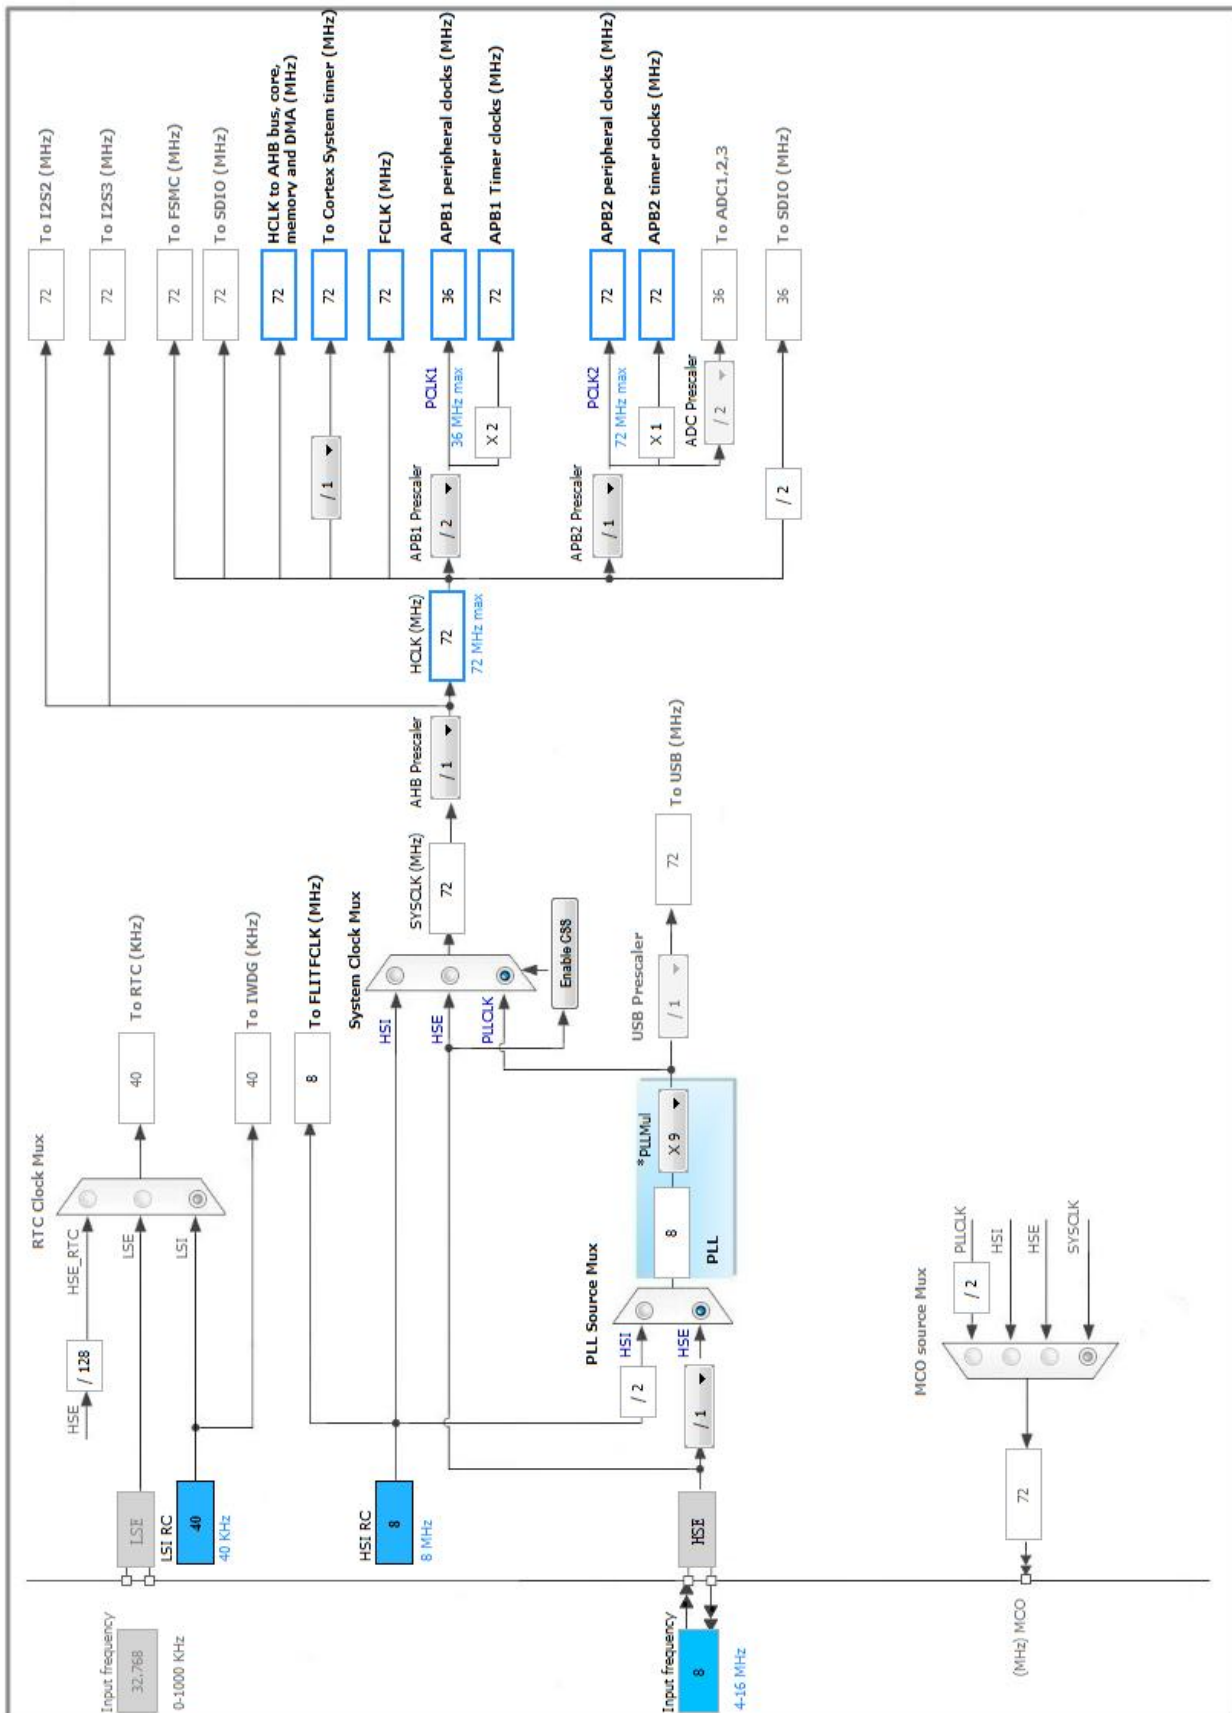 Input frequency
32.768
0-1000 KHz
LSE
LSI RC
40
40 KHz
HSE
/ 128
HSE_RTC
LSE
LSI
RTC Clock Mux
40
To RTC (KHz)
40
To IWDG (KHz)
8
To FLITFCLK (MHz)
HSI RC
8
8 MHz
Input frequency
8
4-16 MHz
HSE
/ 1
/ 2
PLL Source Mux
HSI
HSE
8
*PLLMul
X 9
PLL
System Clock Mux
HSI
HSE
PLLCLK
Enable CSS
USB Prescaler
/ 1
72
To USB (MHz)
SYSCLK (MHz)
72
AHB Prescaler
/ 1
HCLK (MHz)
72
72 MHz max
72
To I2S2 (MHz)
72
To I2S3 (MHz)
72
To FSMC (MHz)
72
To SDIO (MHz)
72
HCLK to AHB bus, core,
memory and DMA (MHz)
/ 1
72
To Cortex System timer (MHz)
72
FCLK (MHz)
APB1 Prescaler
/ 2
PCLK1
36 MHz max
36
APB1 peripheral clocks (MHz)
X 2
72
APB1 Timer clocks (MHz)
APB2 Prescaler
/ 1
PCLK2
72 MHz max
72
APB2 peripheral clocks (MHz)
X 1
72
APB2 timer clocks (MHz)
ADC Prescaler
/ 2
36
To ADC1,2,3
/ 2
36
To SDIO (MHz)
(MHz) MCO
72
MCO source Mux
/ 2
PLLCLK
HSI
HSE
SYSCLK